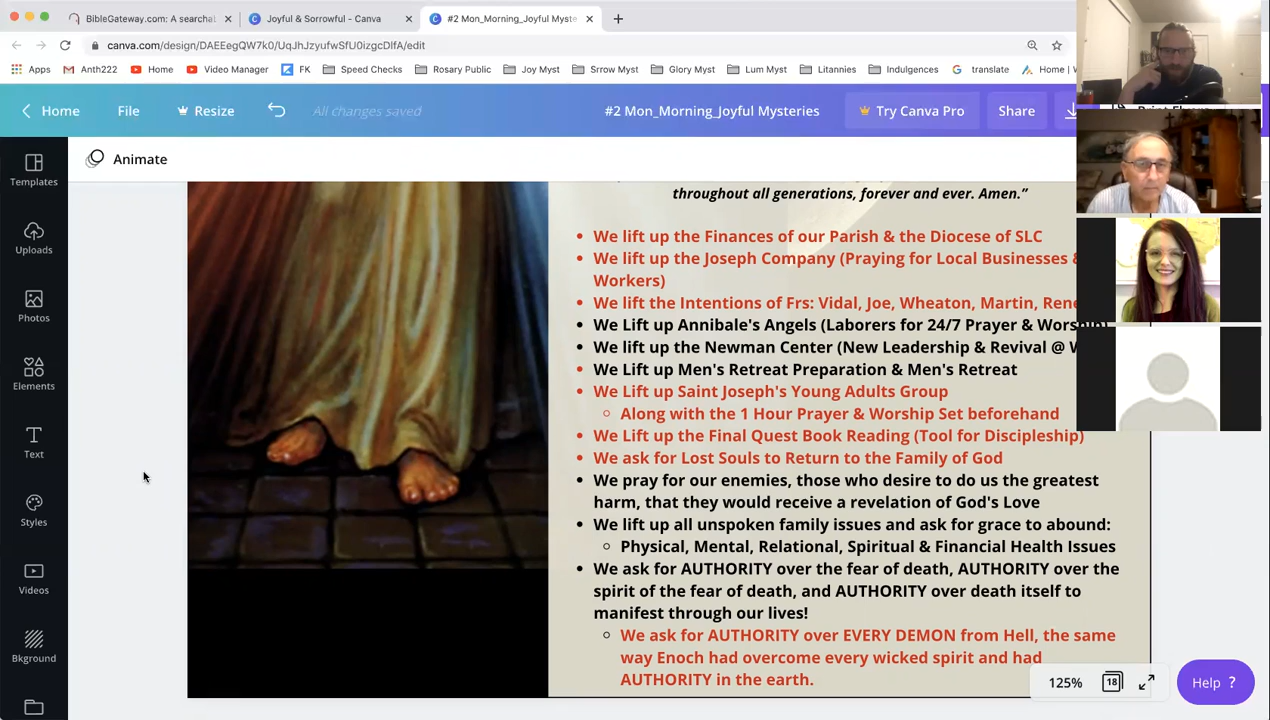 BibleGateway.com: A searchal
Joyful & Sorrowful - Canva
#2 Mon_Morning_Joyful Myste
canva.com/design/DAEEegQW7k0/UqJhJzyufwSfU0izgcDlfA/edit
Apps Anth222 Home Video Manager FK Speed Checks Rosary Public Joy Myst Srrow Myst Glory Myst Lum Myst Litannies Indulgences translate Home | W
Home File Resize All changes saved #2 Mon_Morning_Joyful Mysteries Try Canva Pro Share
Animate
Templates
Uploads
Photos
Elements
Text
Styles
Videos
Bkground
throughout all generations, forever and ever. Amen.”
• We lift up the Finances of our Parish & the Diocese of SLC
• We lift up the Joseph Company (Praying for Local Businesses &
Workers)
• We lift the Intentions of Frs: Vidal, Joe, Wheaton, Martin, Rene
• We Lift up Annibale's Angels (Laborers for 24/7 Prayer & Worship)
• We lift up the Newman Center (New Leadership & Revival @ W
• We Lift up Men's Retreat Preparation & Men's Retreat
• We Lift up Saint Joseph's Young Adults Group
○ Along with the 1 Hour Prayer & Worship Set beforehand
• We Lift up the Final Quest Book Reading (Tool for Discipleship)
• We ask for Lost Souls to Return to the Family of God
• We pray for our enemies, those who desire to do us the greatest
harm, that they would receive a revelation of God's Love
• We lift up all unspoken family issues and ask for grace to abound:
○ Physical, Mental, Relational, Spiritual & Financial Health Issues
• We ask for AUTHORITY over the fear of death, AUTHORITY over the
spirit of the fear of death, and AUTHORITY over death itself to
manifest through our lives!
○ We ask for AUTHORITY over EVERY DEMON from Hell, the same
way Enoch had overcome every wicked spirit and had
AUTHORITY in the earth.
125% 18 Help ?